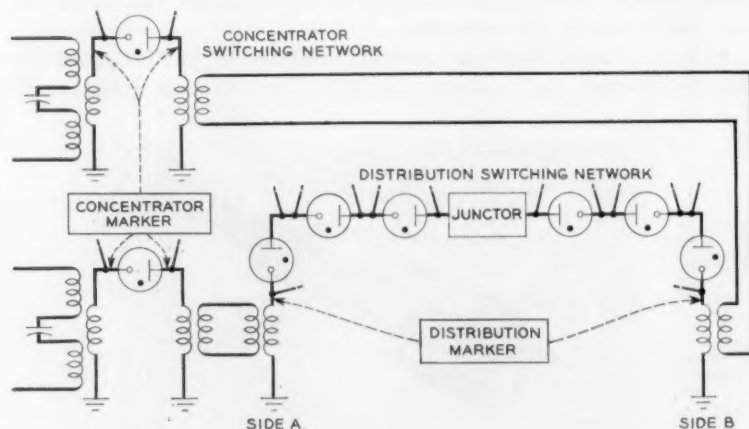 CONCENTRATOR
SWITCHING NETWORK
DISTRIBUTION SWITCHING NETWORK
CONCENTRATOR
MARKER
JUNCTOR
DISTRIBUTION
MARKER
SIDE A
SIDE B